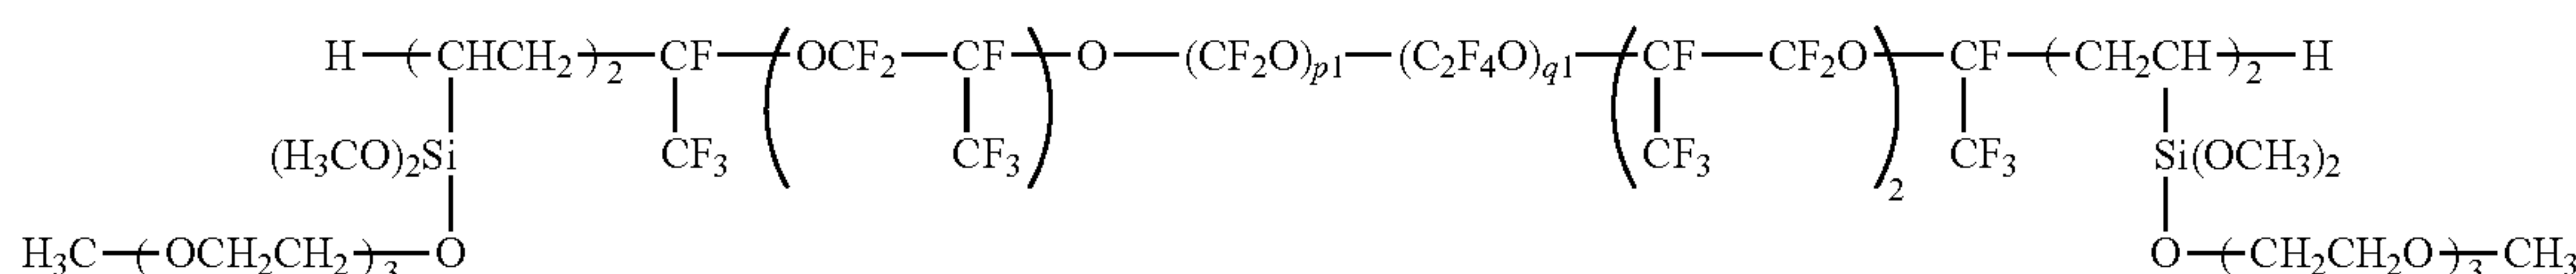 H—(CHCH₂)₂—CF—(OCF₂—CF)—O—(CF₂O)p1—(C₂F₄O)q1—(CF—CF₂O)₂—CF—(CH₂CH)₂—H
(H₃CO)₂Si CF₃ CF₃ CF₃ CF₃ Si(OCH₃)₂
H₃C—(OCH₂CH₂)₃—O O—(CH₂CH₂O)₃—CH₃